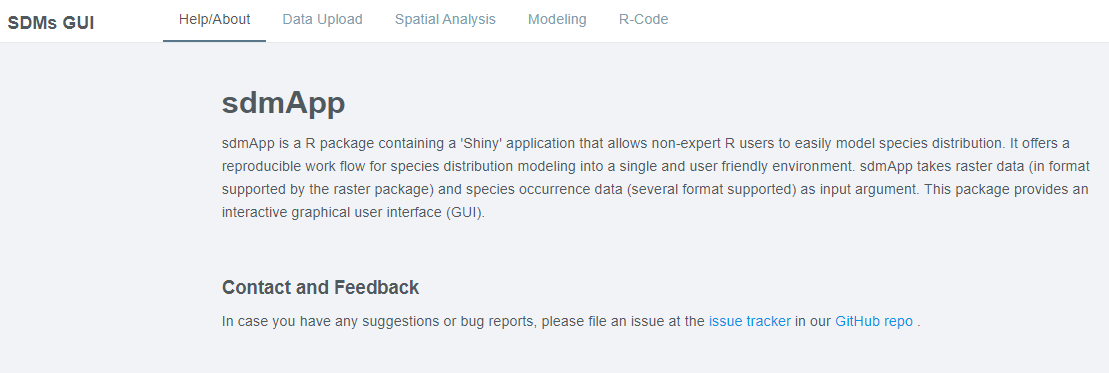 SDMs GUI Help/About Data Upload Spatial Analysis Modeling R-Code
sdmApp
sdmApp is a R package containing a 'Shiny' application that allows non-expert R users to easily model species distribution. It offers a
reproducible work flow for species distribution modeling into a single and user friendly environment. sdmApp takes raster data (in format
supported by the raster package) and species occurrence data (several format supported) as input argument. This package provides an
interactive graphical user interface (GUI).
Contact and Feedback
In case you have any suggestions or bug reports, please file an issue at the issue tracker in our GitHub repo .